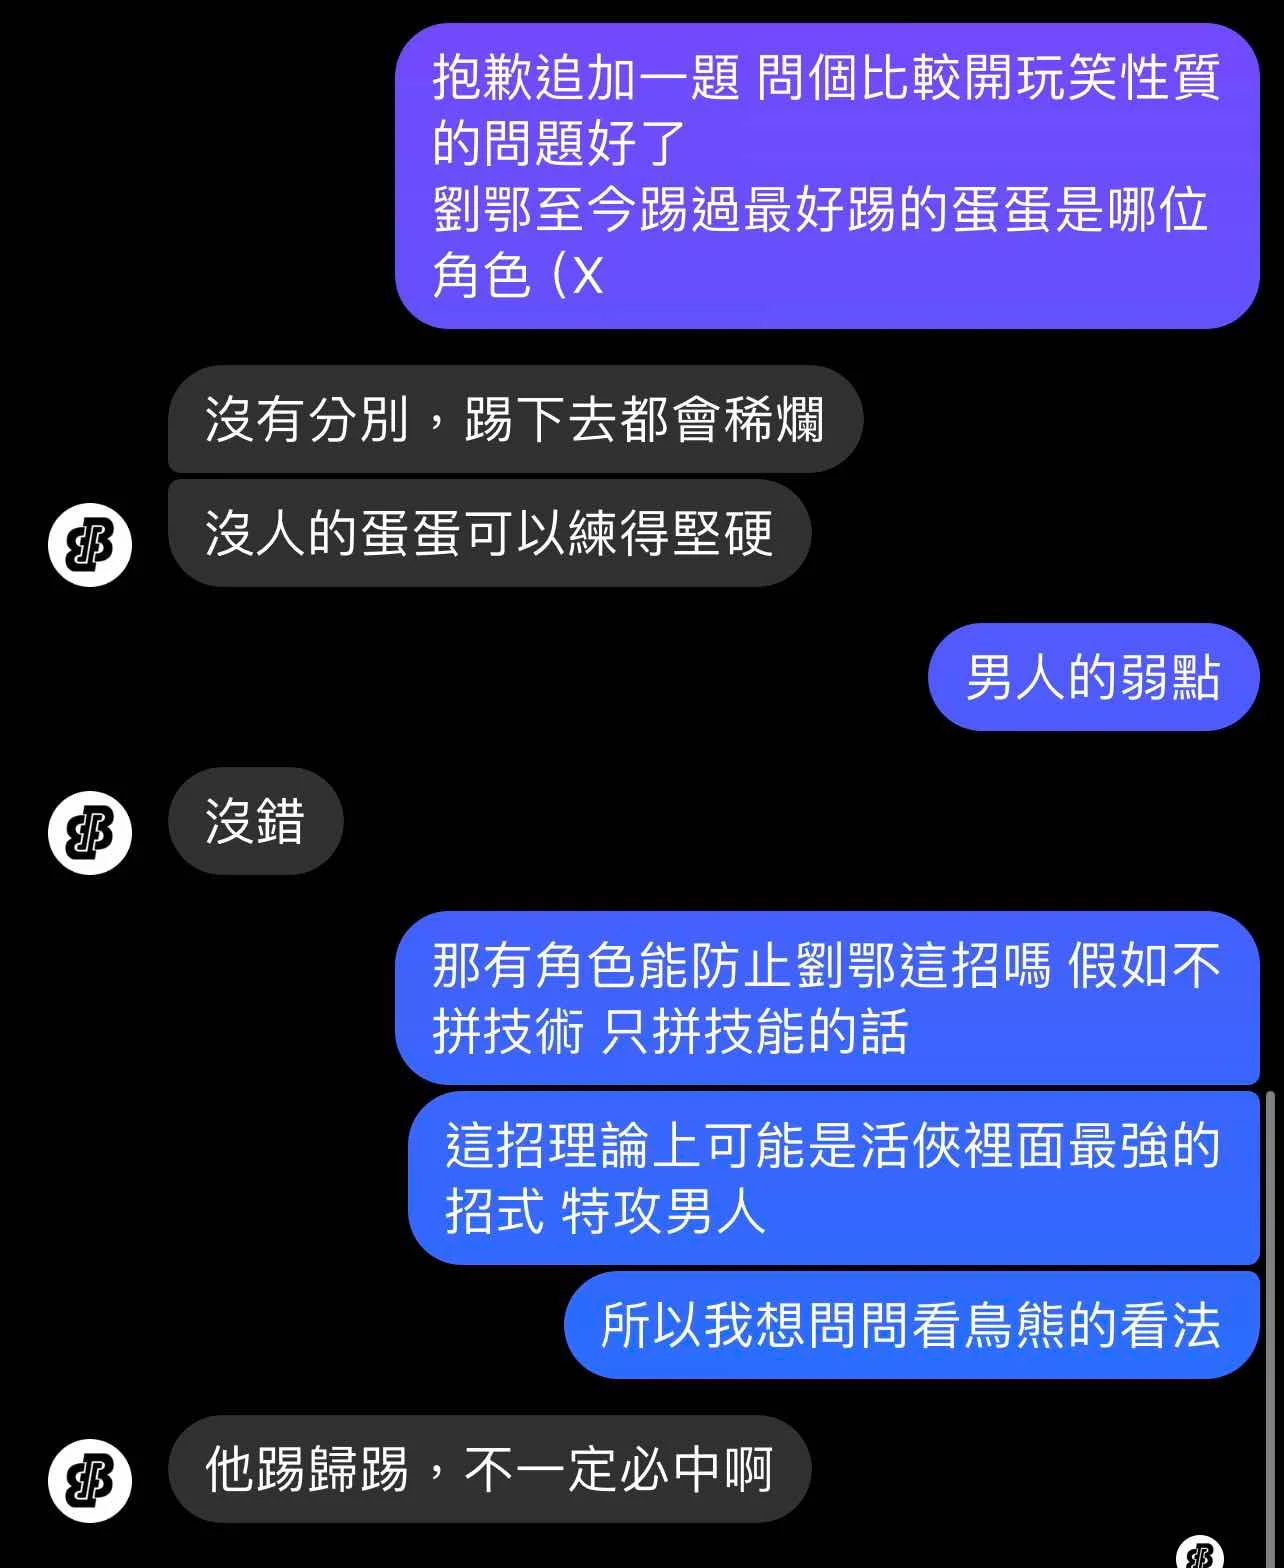 抱歉追加一題 問個比較開玩笑性質
的問題好了
劉鄂至今踢過最好踢的蛋蛋是哪位
角色 (X
沒有分別，踢下去都會稀爛
沒人的蛋蛋可以練得堅硬
男人的弱點
沒錯
那有角色能防止劉鄂這招嗎 假如不
拼技術 只拼技能的話
這招理論上可能是活俠裡面最強的
招式 特攻男人
所以我想問問看鳥熊的看法
他踢歸踢，不一定必中啊